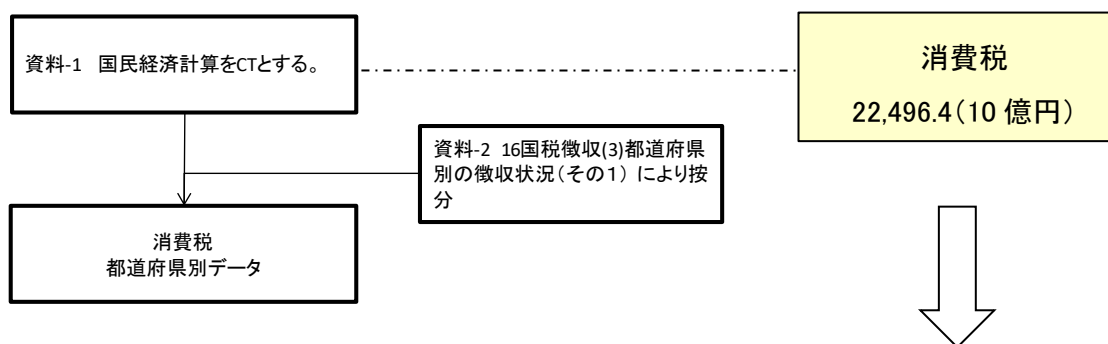 資料-1　国民経済計算をCTとする。
消費税
22,496.4（10 億円）
資料-2 16国税徴収(3)都道府県
別の徴収状況（その１）により按
分
消費税
都道府県別データ